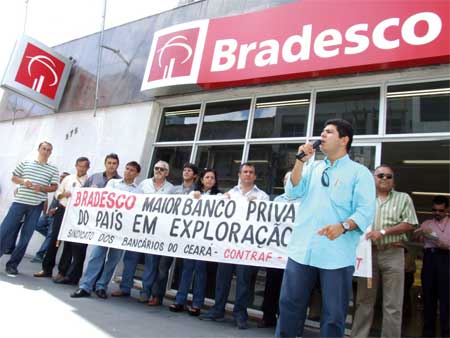 Bradesco
BRADESCO MAIOR BANCO PRIVA
DO PAÍS EM EXPLORAÇÃO
SINDICATO DOS BANCÁRIOS DO CEARÁ - CONTRAF -